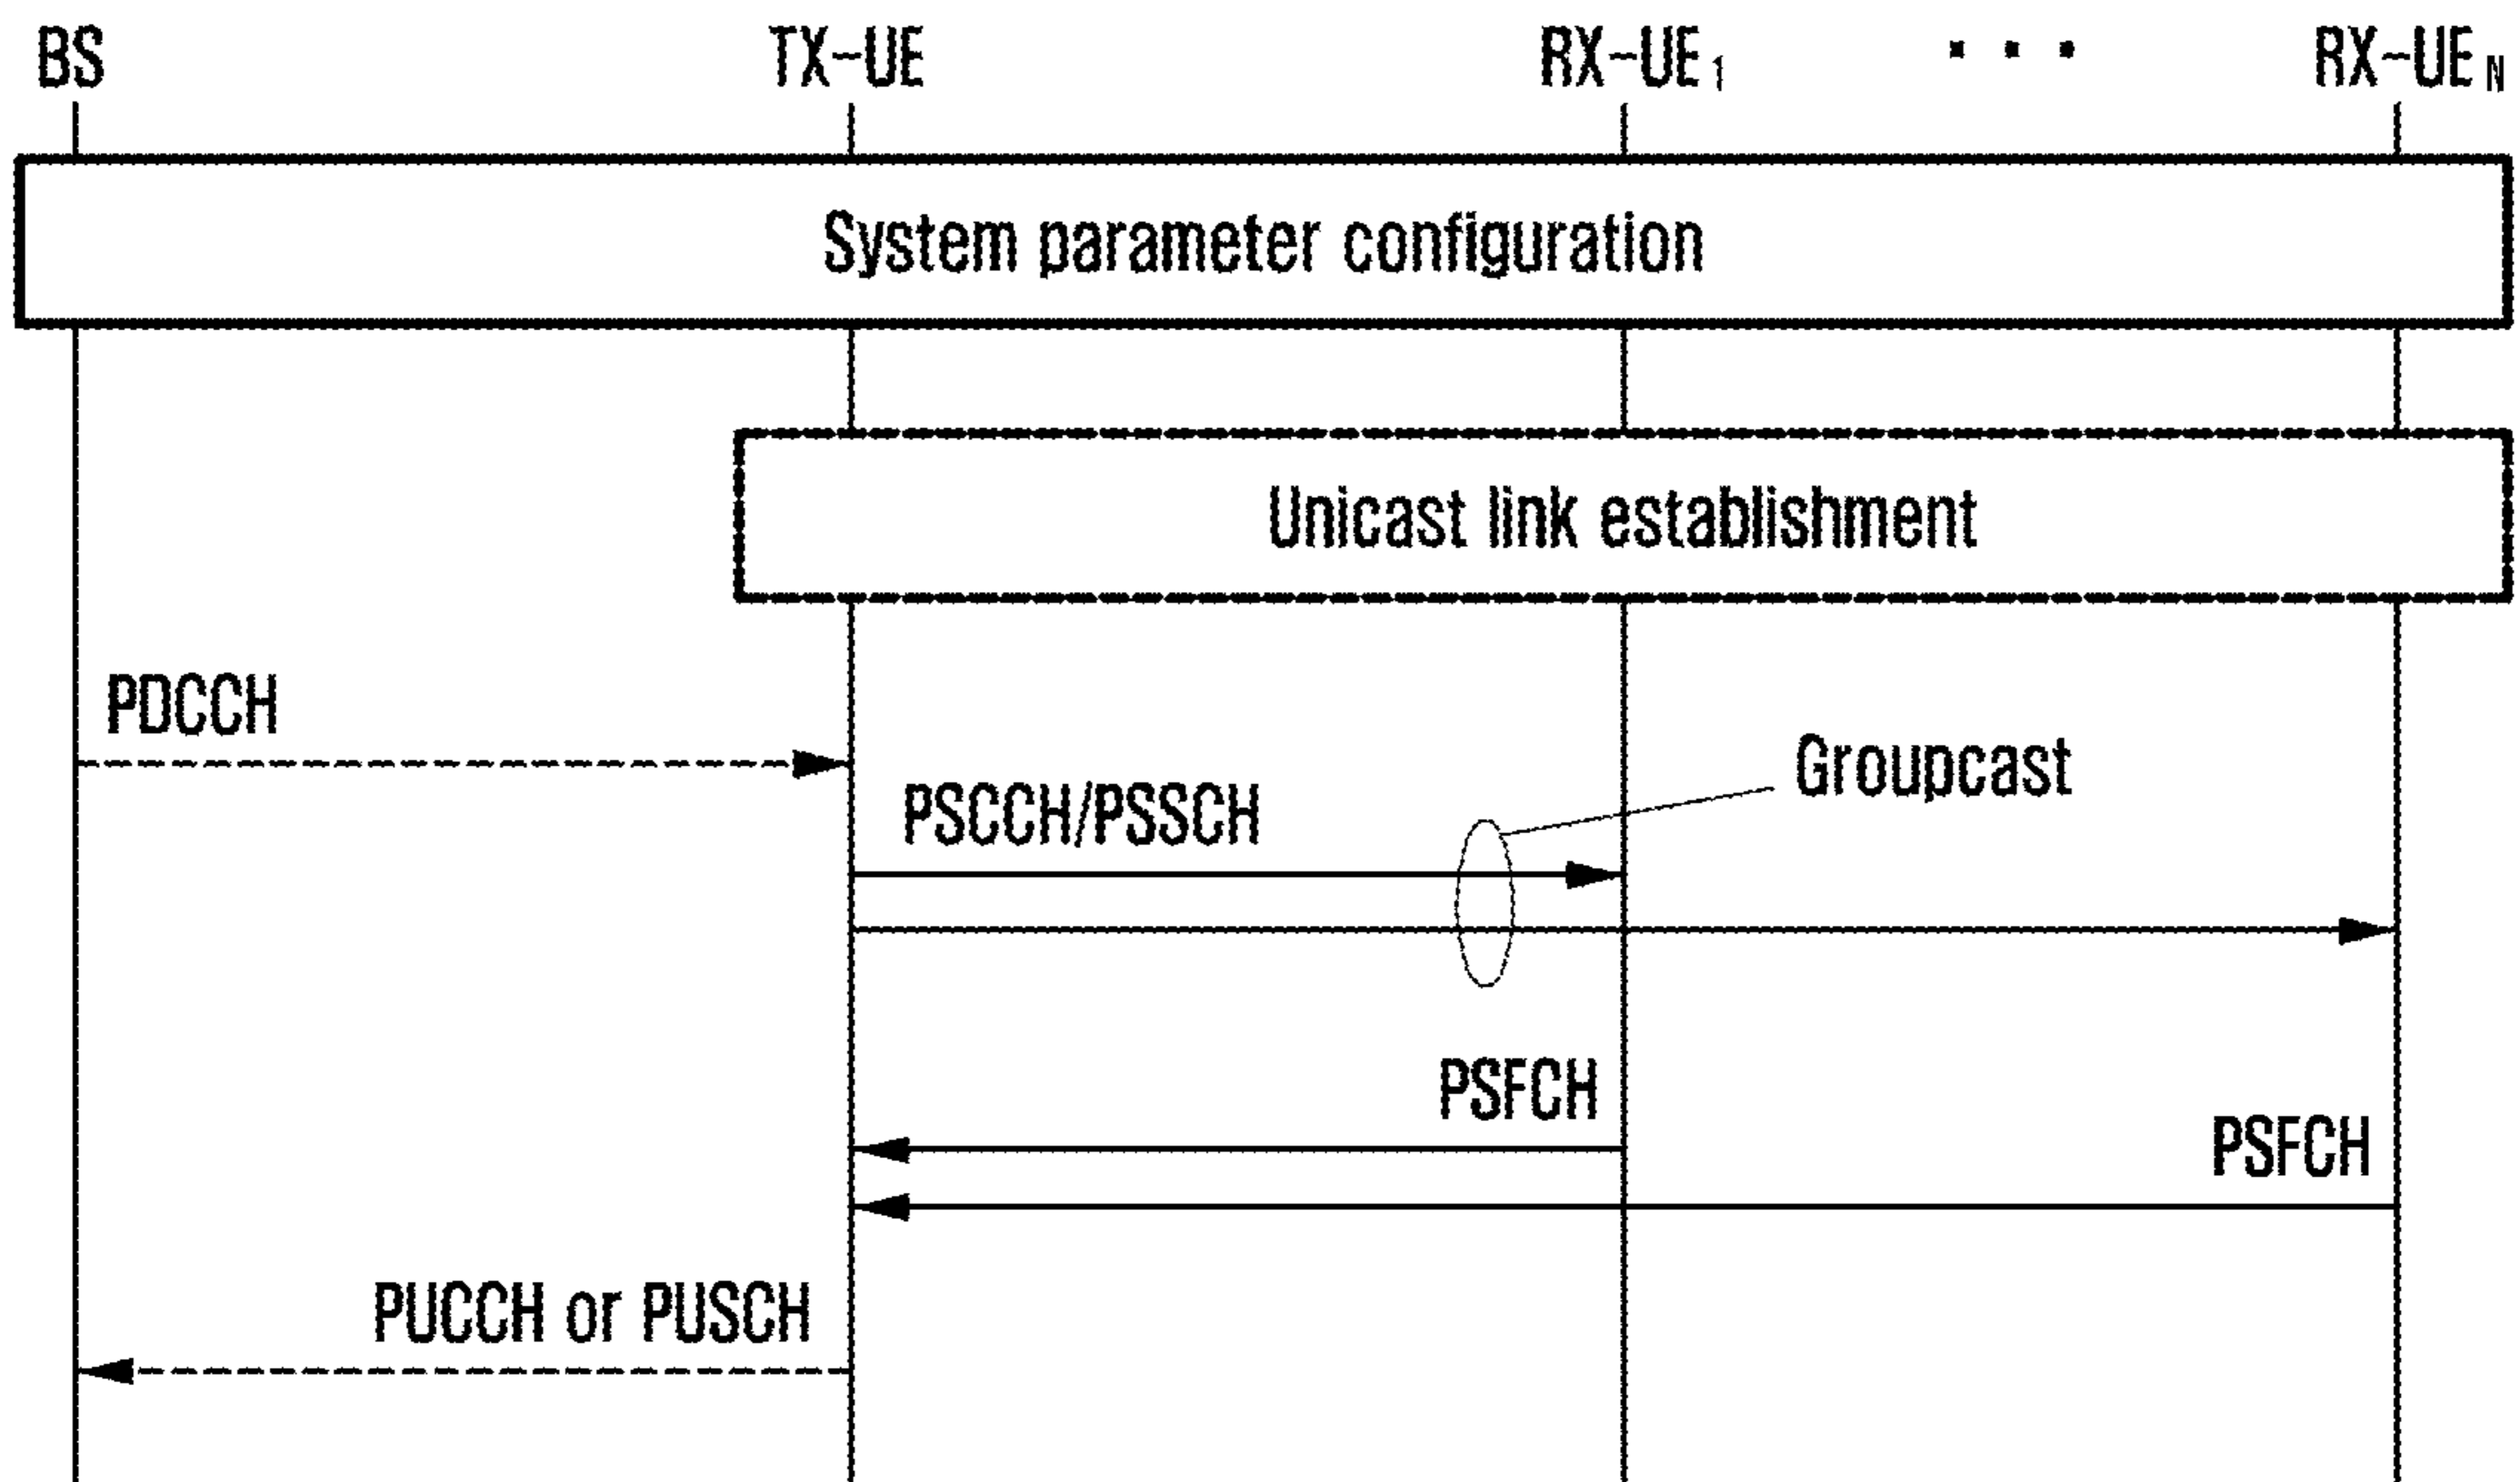 BS TX-UE RX-UE1 ... RX-UEN
System parameter configuration
Unicast link establishment
PDCCH
Groupcast
PSCCH/PSSCH
PSFCH
PSFCH
PUCCH or PUSCH